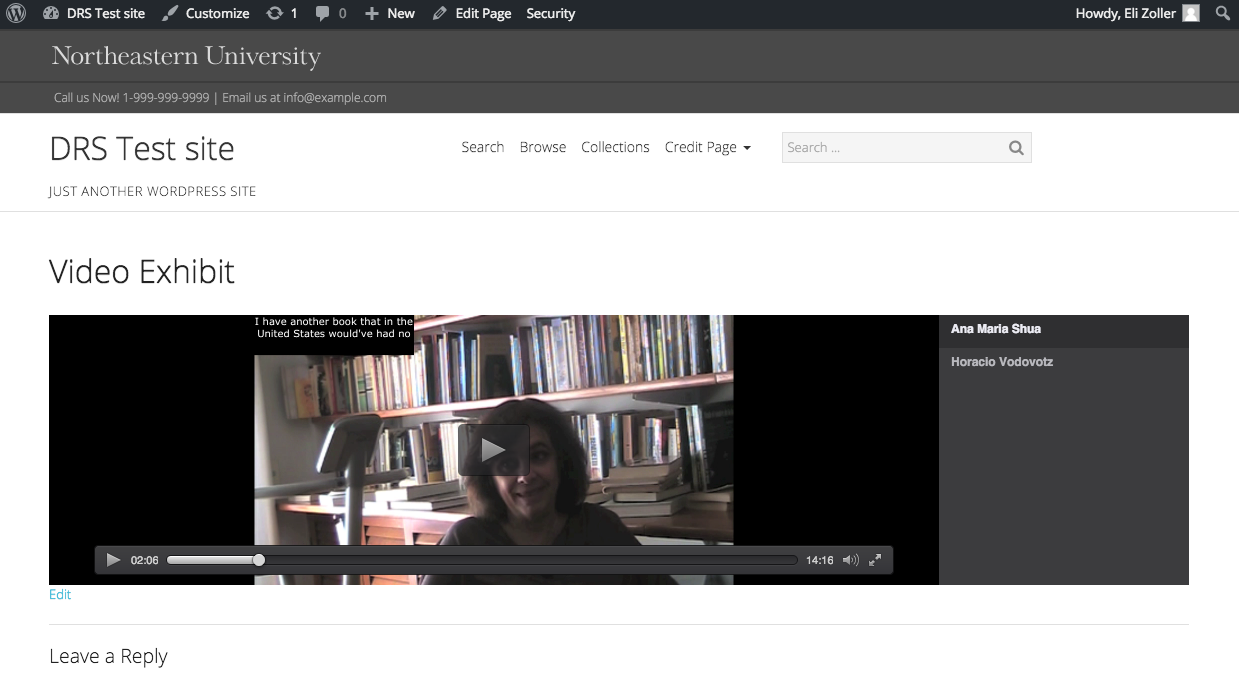 DRS Test site Customize 1 0 New Edit Page Security Howdy, Eli Zoller
Northeastern University
Call us Now! 1-999-999-9999 | Email us at info@example.com
DRS Test site Search Browse Collections Credit Page Search ...
JUST ANOTHER WORDPRESS SITE
Video Exhibit
I have another book that in the
United States would've had no
Ana Maria Shua
Horacio Vodovotz
02:06 14:16
Edit
Leave a Reply